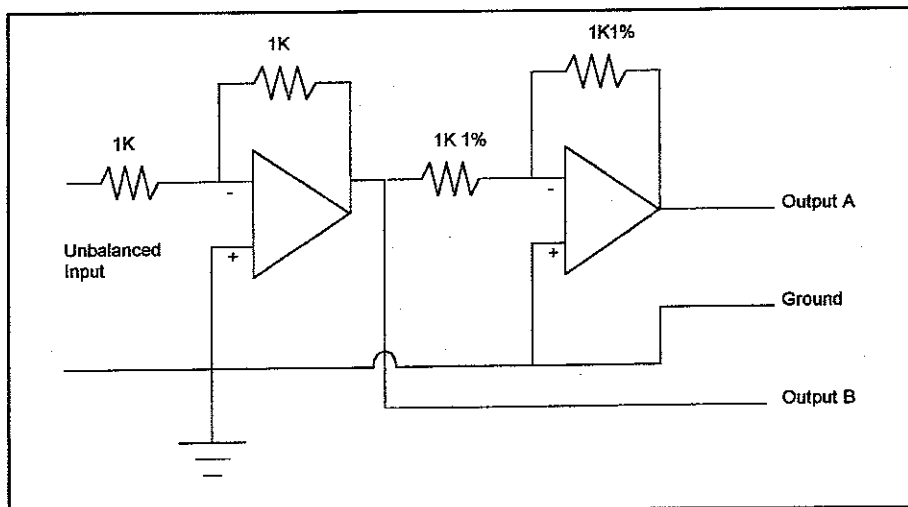 1K
1K1%
1K
1K 1%
-
-
Output A
+
+
Unbalanced
Input
Ground
Output B